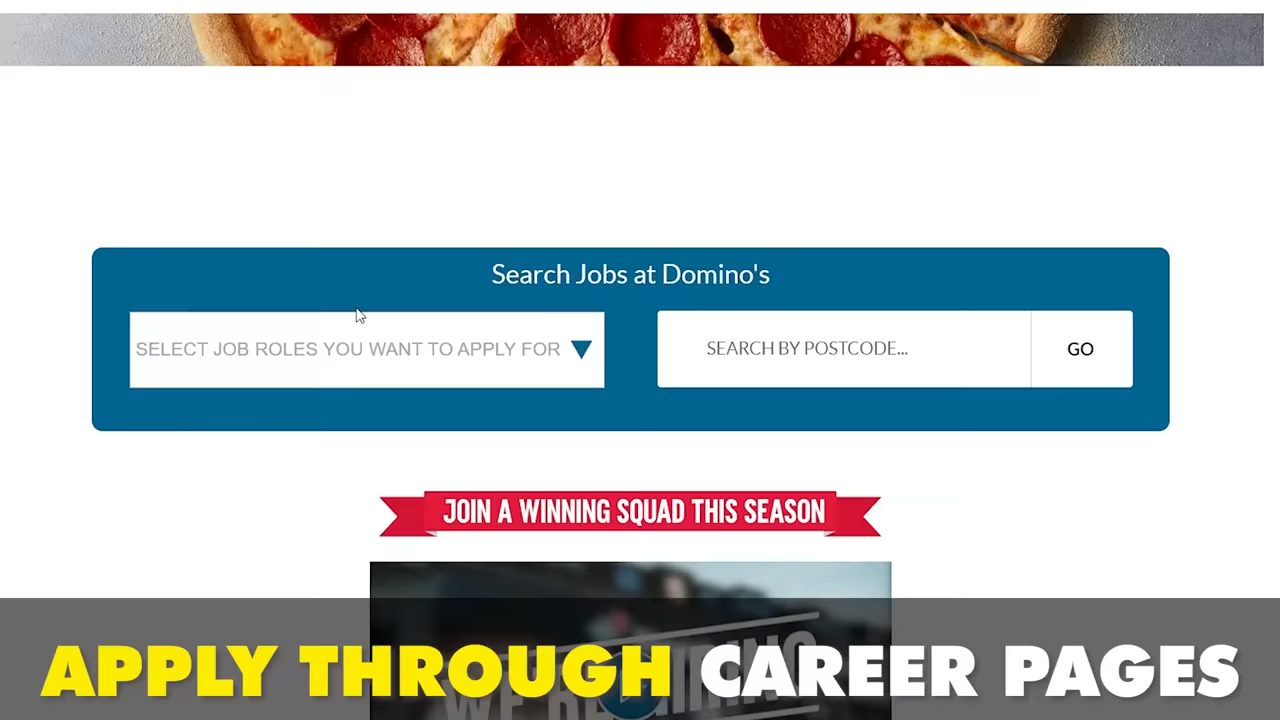 Search Jobs at Domino's
SELECT JOB ROLES YOU WANT TO APPLY FOR
SEARCH BY POSTCODE...
GO
JOIN A WINNING SQUAD THIS SEASON
APPLY THROUGH CAREER PAGES